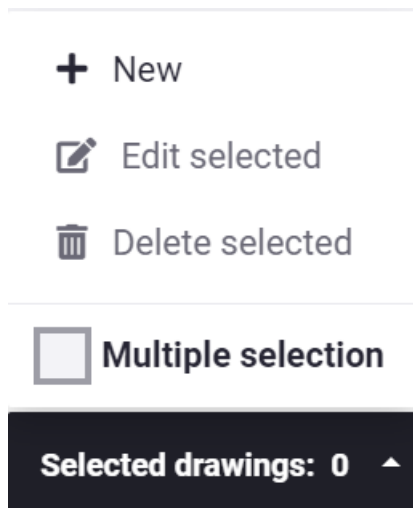 New
Edit selected
Delete selected
Multiple selection
Selected drawings: 0